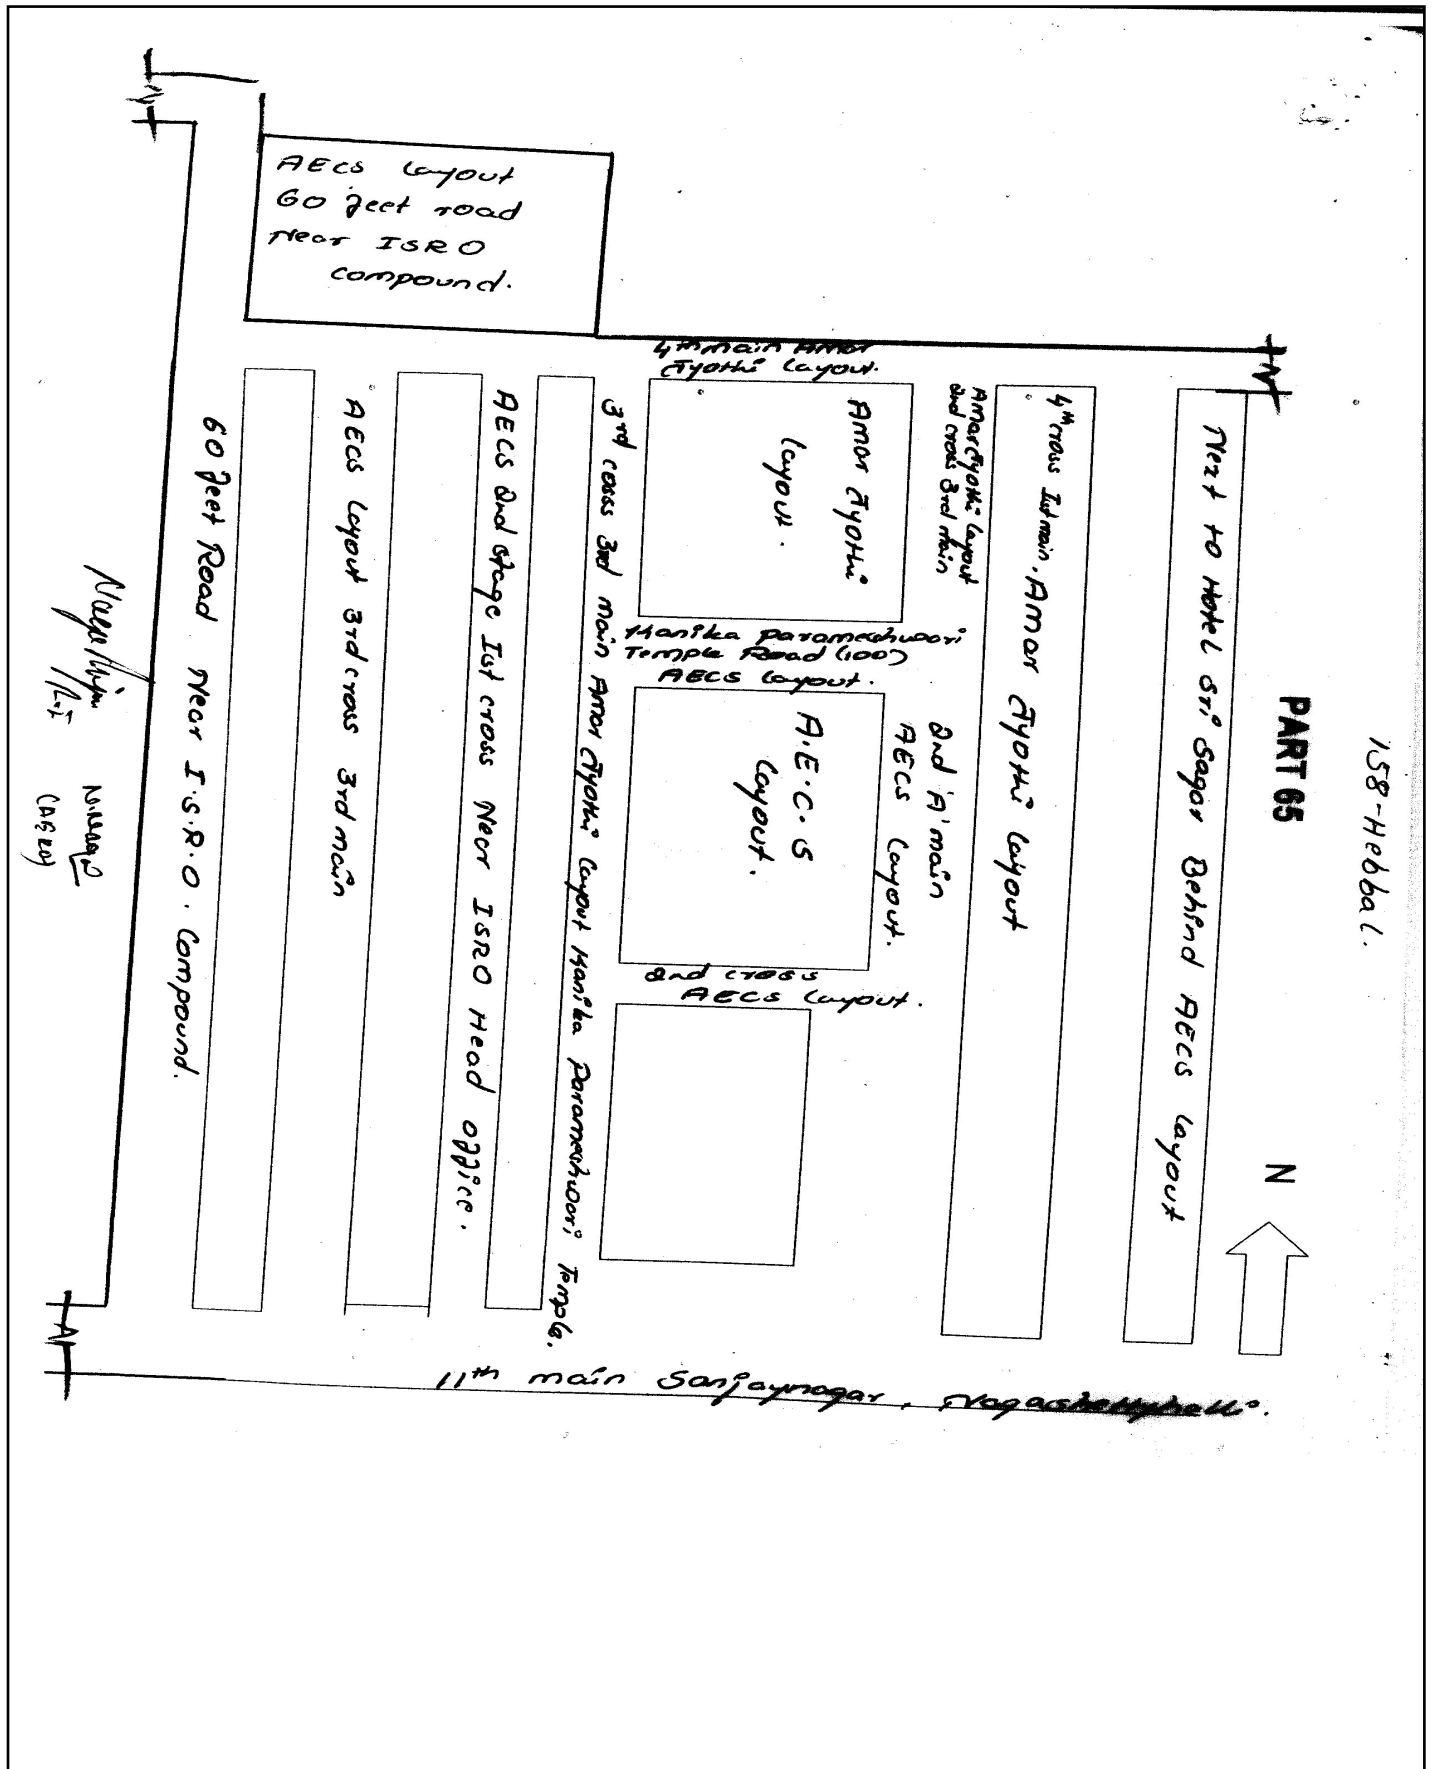 158-Hebbal.
PART 65
N
AECS Layout
60 feet road
Near ISRO
compound.
4th main Amar
Jyothi Layout.
Next to Hotel Sri Sagar Behind AECS Layout
4th cross Ist main, Amar Jyothi Layout
Amar Jyothi Layout
2nd cross 3rd main
Amar Jyothi
Layout.
Kanika Parameshwari
Temple Road (100)
AECS Layout.
2nd 'A' main
AECS Layout.
A.E.C.S
Layout.
2nd cross
AECS Layout.
3rd coss 3rd main Amar Jyothi Layout Kanika Parameshwari Temple.
AECS 2nd Stage Ist cross Near ISRO Head office.
AECS Layout 3rd cross 3rd main
60 feet Road Near I.S.R.O. Compound.
11th main Sanjaynagar, Nagashettyhalli.